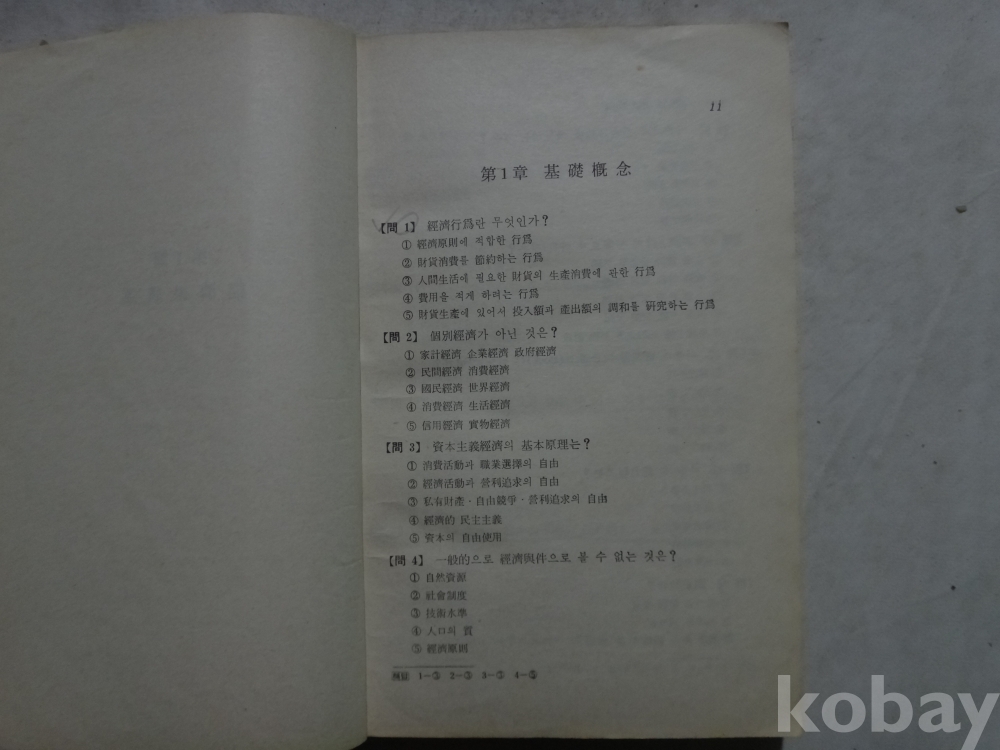 11
第1章 基礎槪念
【問 1】 經濟行爲란 무엇인가?
① 經濟原則에 적합한 行爲
② 財貨消費를 節約하는 行爲
③ 人間生活에 필요한 財貨의 生產消費에 관한 行爲
④ 費用을 적게 하려는 行爲
⑤ 財貨生產에 있어서 投入額과 產出額의 調和를 硏究하는 行爲
【問 2】 個別經濟가 아닌 것은?
① 家計經濟 企業經濟 政府經濟
② 民間經濟 消費經濟
③ 國民經濟 世界經濟
④ 消費經濟 生活經濟
⑤ 信用經濟 實物經濟
【問 3】 資本主義經濟의 基本原理는?
① 消費活動과 職業選擇의 自由
② 經濟活動과 營利追求의 自由
③ 私有財產·自由競爭·營利追求의 自由
④ 經濟的 民主主義
⑤ 資本의 自由使用
【問 4】 一般的으로 經濟與件으로 볼 수 없는 것은?
① 自然資源
② 社會制度
③ 技術水準
④ 人口의 質
⑤ 經濟原則
1-③ 2-③ 3-③ 4-⑤
kobay